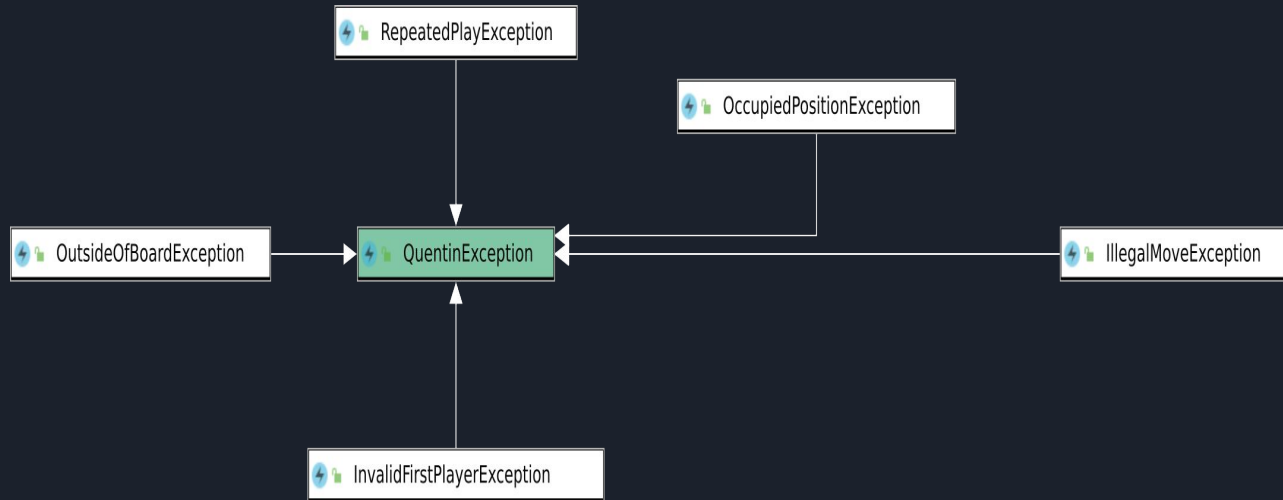 RepeatedPlayException
OccupiedPositionException
OutsideOfBoardException
QuentinException
IllegalMoveException
InvalidFirstPlayerException